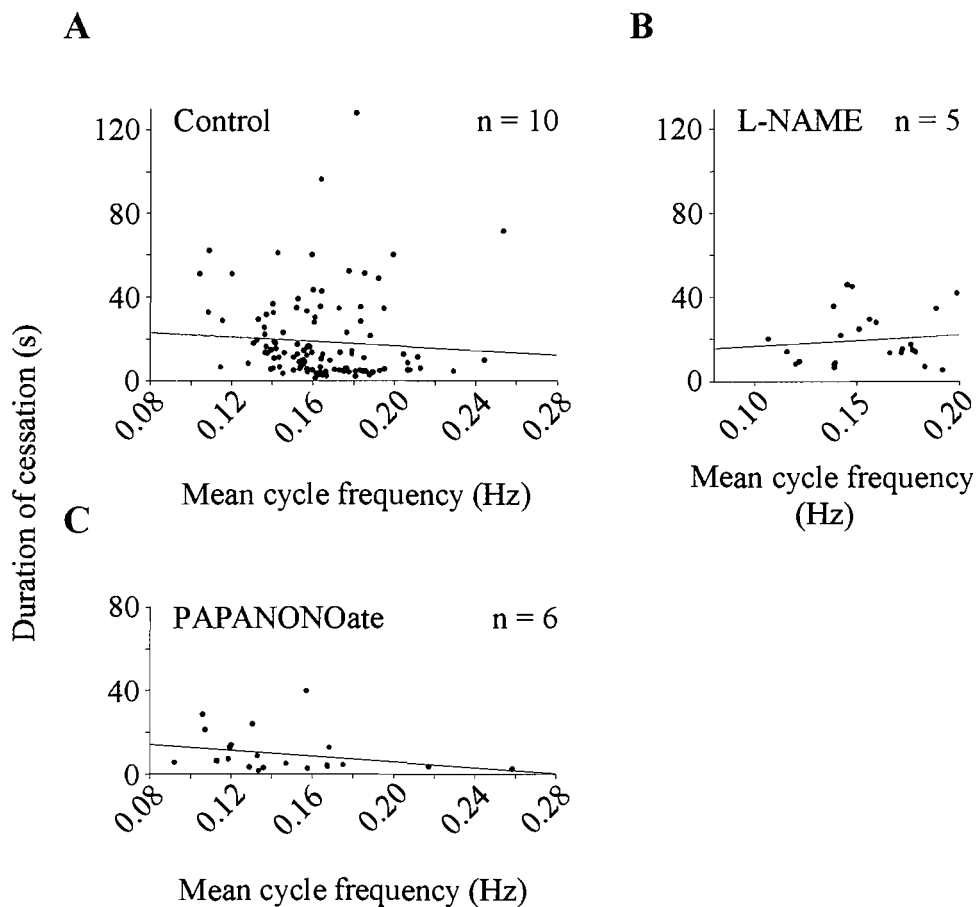 A
B
Control n = 10
L-NAME n = 5
120
80
40
0
0.08 0.12 0.16 0.20 0.24 0.28
Mean cycle frequency (Hz)
120
80
40
0
0.10 0.15 0.20
Mean cycle frequency
(Hz)
Duration of cessation (s)
C
PAPANONOate n = 6
80
40
0
0.08 0.12 0.16 0.20 0.24 0.28
Mean cycle frequency (Hz)